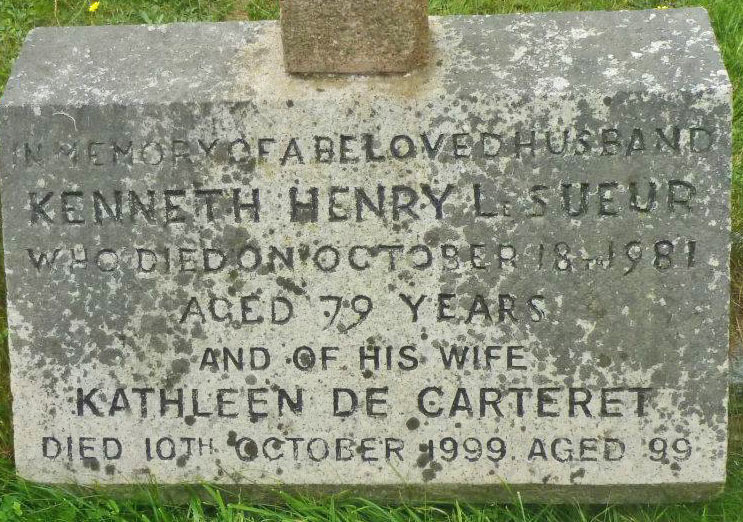 IN MEMORY OF A BELOVED HUSBAND
KENNETH HENRY Le SUEUR
WHO DIED ON OCTOBER 18TH 1981
AGED 79 YEARS
AND OF HIS WIFE
KATHLEEN DE CARTERET
DIED 10TH OCTOBER 1999 AGED 99